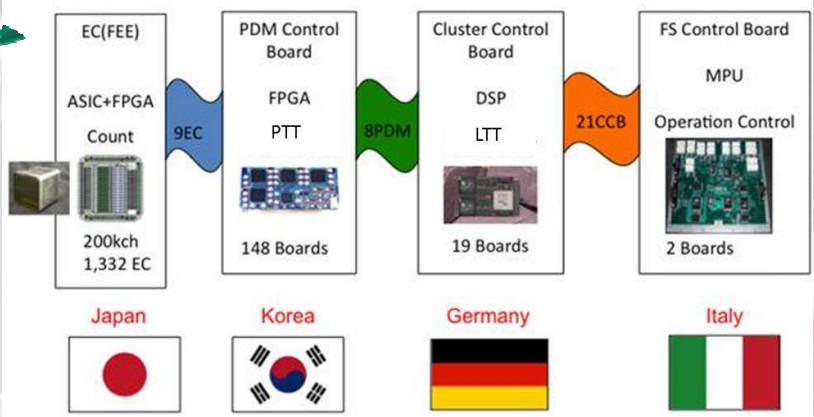 EC(FEE)
ASIC+FPGA
Count
200kch
1,332 EC
9EC
PDM Control
Board
FPGA
PTT
148 Boards
8PDM
Cluster Control
Board
DSP
LTT
19 Boards
21CCB
FS Control Board
MPU
Operation Control
2 Boards
Japan
Korea
Germany
Italy